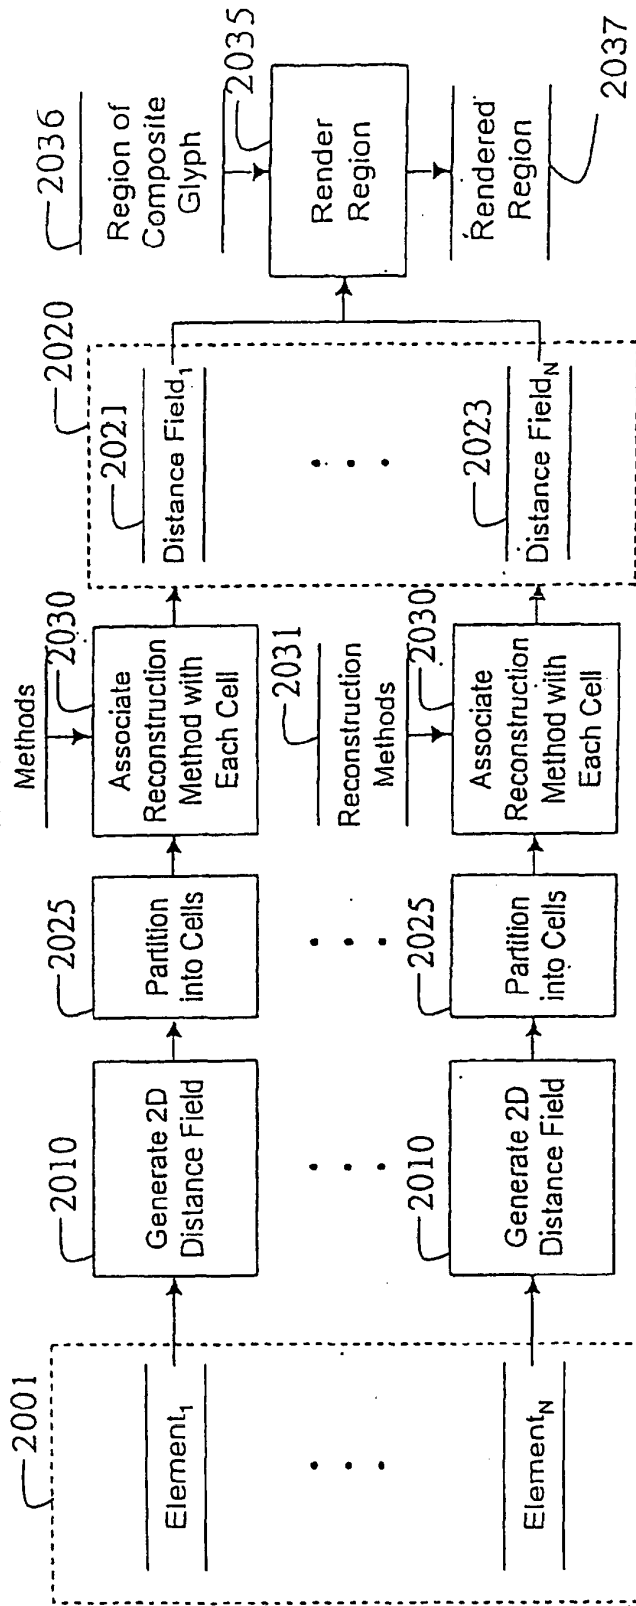 2001
Element1
Element N
2010
Generate 2D
Distance Field
2010
Generate 2D
Distance Field
2025
Partition
into Cells
2025
Partition
into Cells
Methods
2030
Associate
Reconstruction
Method with
Each Cell
2031
Reconstruction
Methods
2030
Associate
Reconstruction
Method with
Each Cell
2020
2021
Distance Field1
2023
Distance Field N
2036
Region of
Composite
Glyph
2035
Render
Region
Rendered
Region
2037